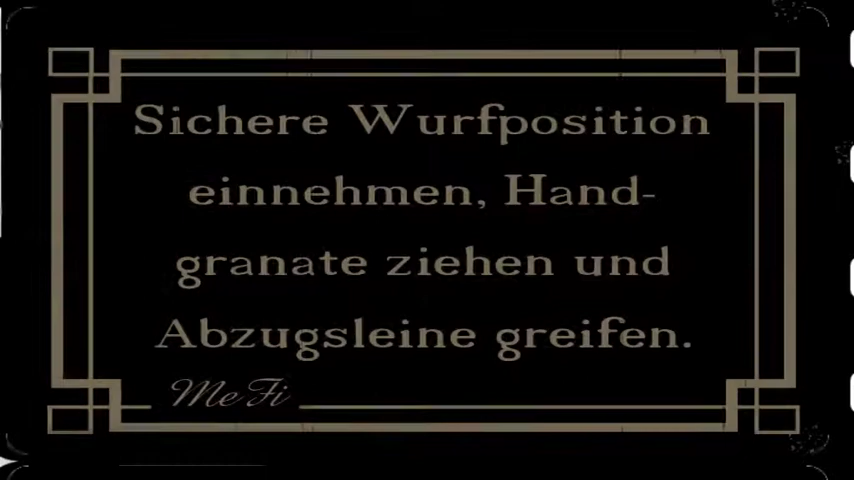 Sichere Wurfposition
einnehmen, Hand-
granate ziehen und
Abzugsleine greifen.
MeFi